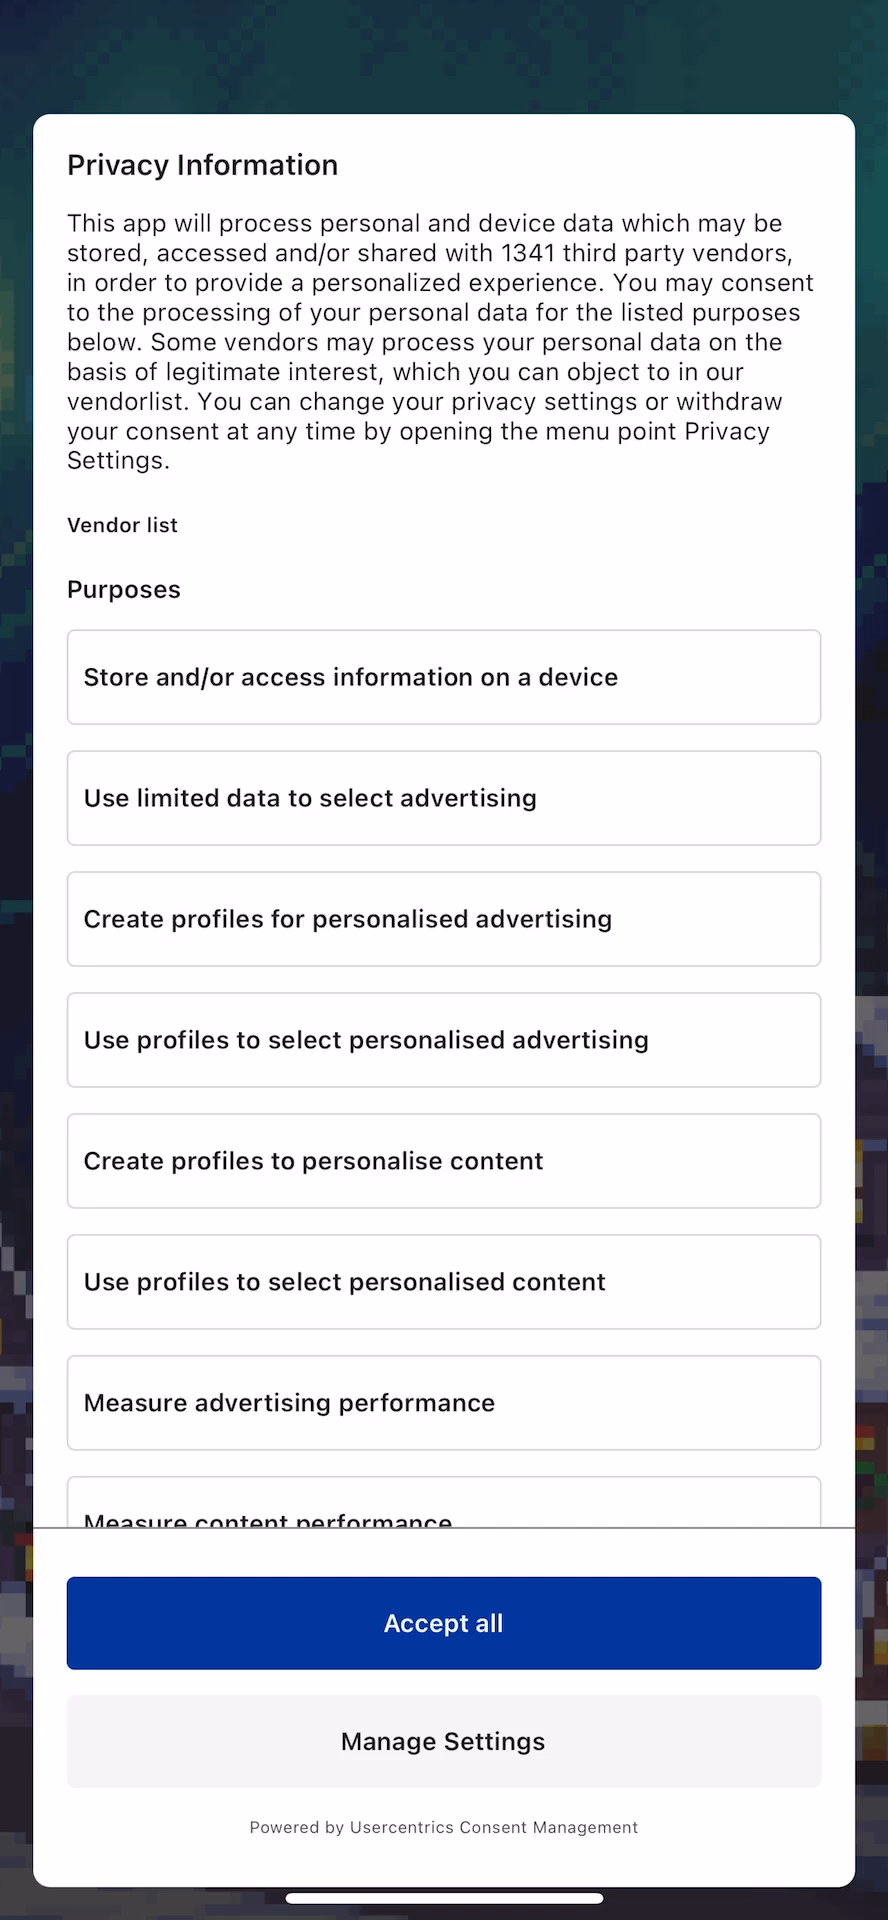 Privacy Information
This app will process personal and device data which may be
stored, accessed and/or shared with 1341 third party vendors,
in order to provide a personalized experience. You may consent
to the processing of your personal data for the listed purposes
below. Some vendors may process your personal data on the
basis of legitimate interest, which you can object to in our
vendorlist. You can change your privacy settings or withdraw
your consent at any time by opening the menu point Privacy
Settings.
Vendor list
Purposes
Store and/or access information on a device
Use limited data to select advertising
Create profiles for personalised advertising
Use profiles to select personalised advertising
Create profiles to personalise content
Use profiles to select personalised content
Measure advertising performance
Measure content performance
Accept all
Manage Settings
Powered by Usercentrics Consent Management